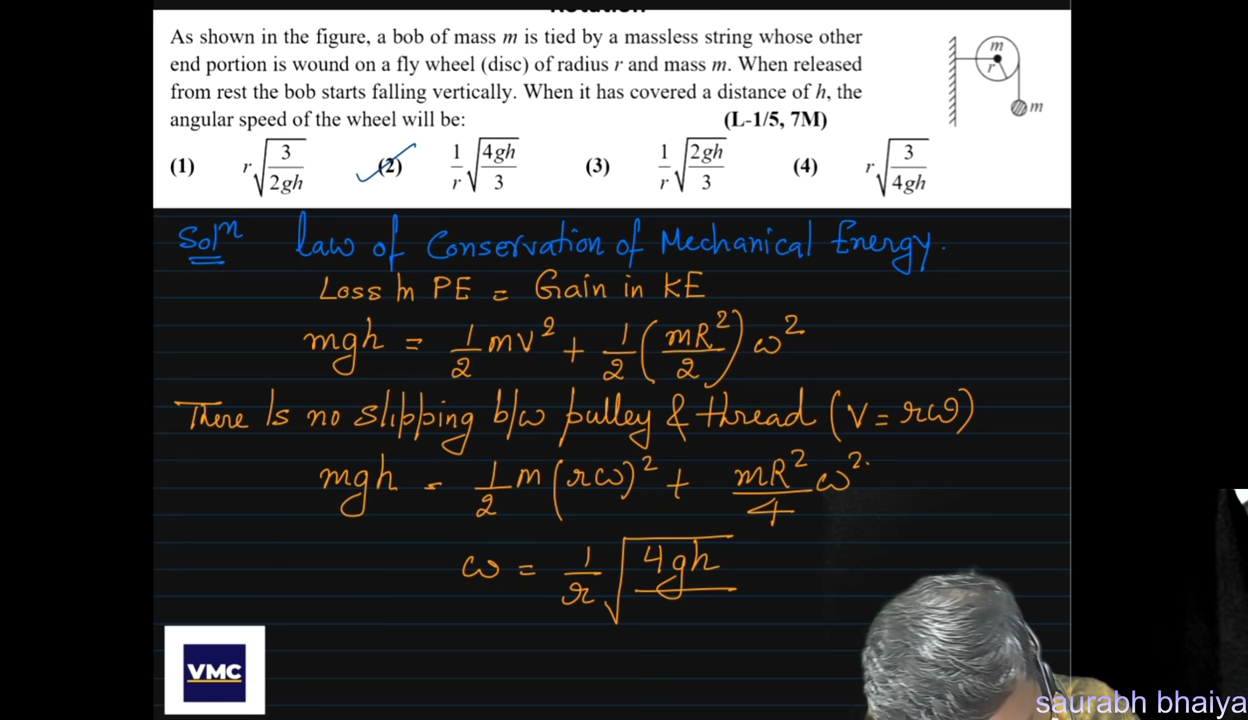 As shown in the figure, a bob of mass m is tied by a massless string whose other
end portion is wound on a fly wheel (disc) of radius r and mass m. When released
from rest the bob starts falling vertically. When it has covered a distance of h, the
angular speed of the wheel will be: (L-1/5, 7M)
(1) r√(3/2gh) (2) 1/r √(4gh/3) (3) 1/r √(2gh/3) (4) r√(3/4gh)
m
r
m
Solⁿ Law of Conservation of Mechanical Energy.
Loss In PE = Gain in KE
mgh = 1/2 mv² + 1/2 (mR²/2) ω²
There Is no slipping b/w pulley & thread (V = rω)
mgh = 1/2 m (rω)² + mR²/4 ω²
ω = 1/r √4gh
VMC
saurabh bhaiya